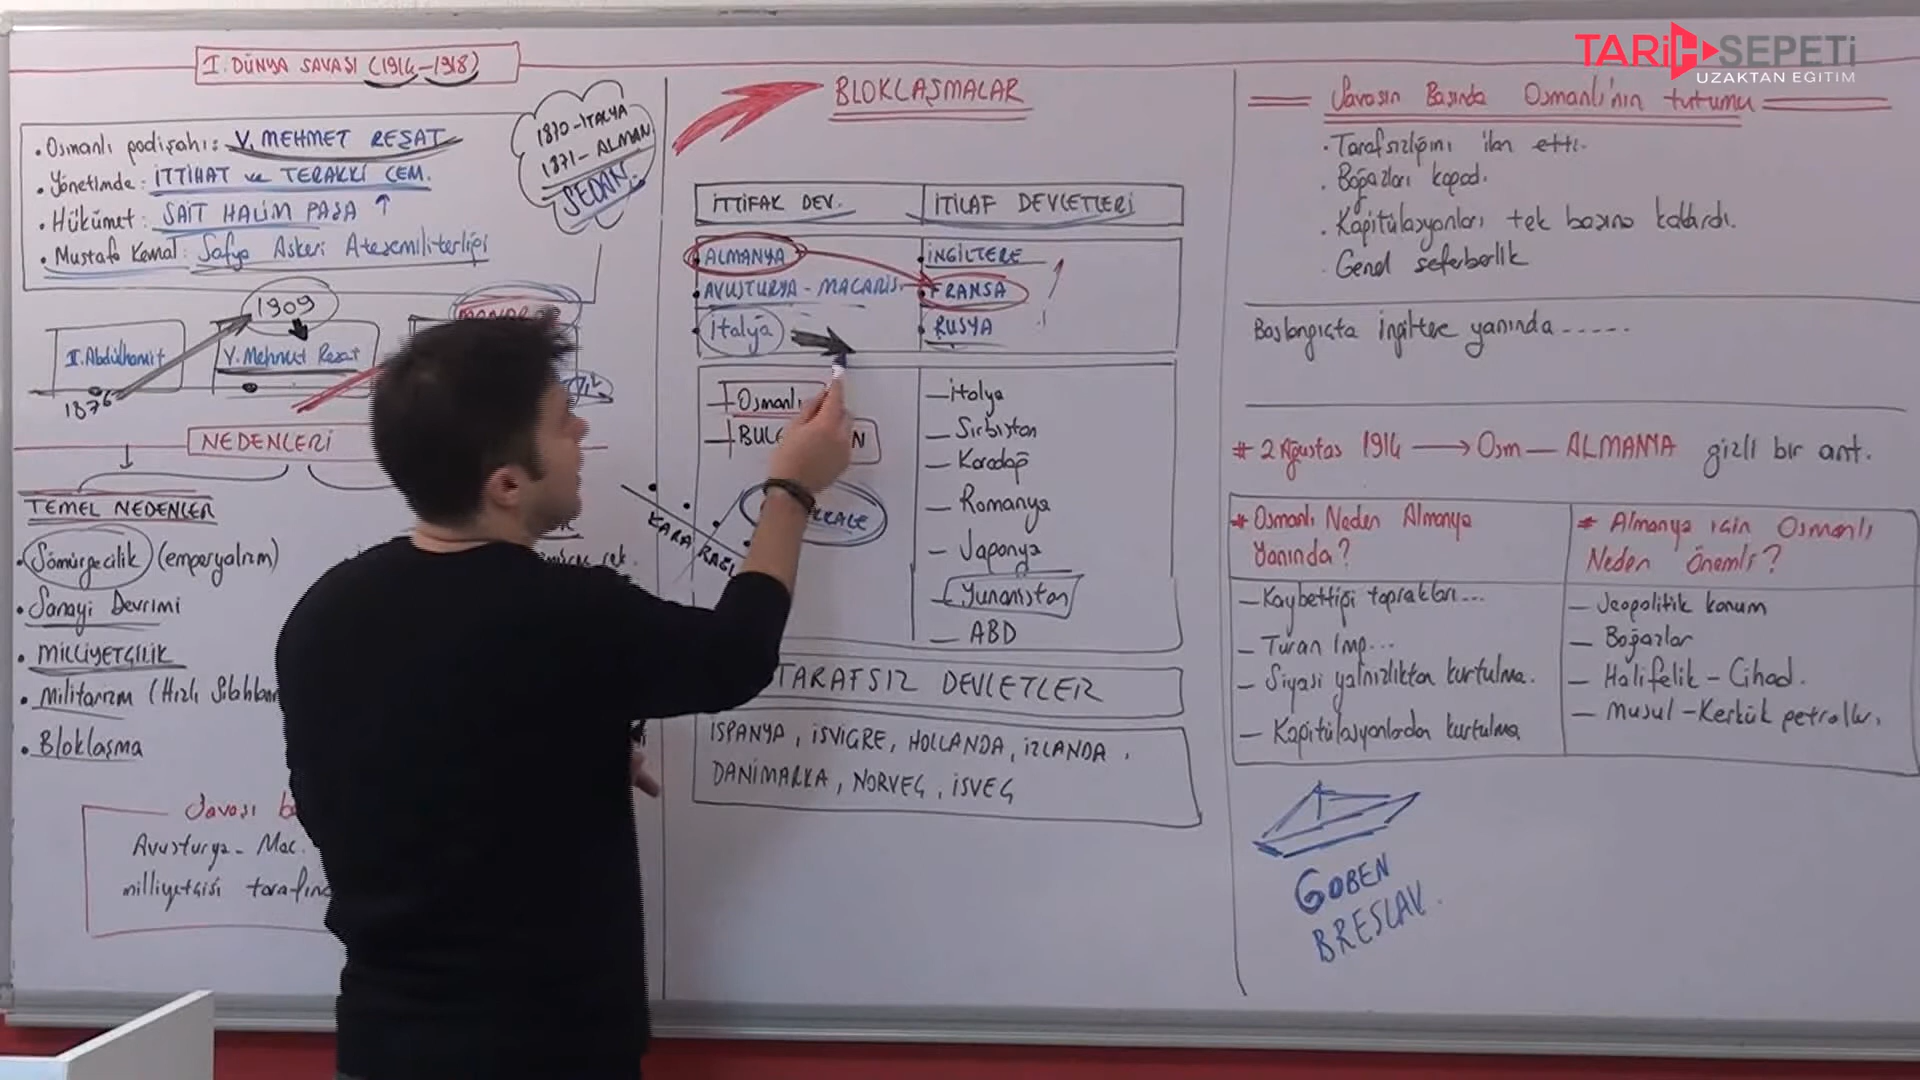 TARİH SEPETİ
UZAKTAN EĞİTİM
I. DÜNYA SAVAŞI (1914-1918)
• Osmanlı padişahı: V. MEHMET REŞAT
• Yönetimde: İTTİHAT ve TERAKKİ CEM.
• Hükümet: SAİT HALİM PAŞA ↑
• Mustafa Kemal: Sofya Askeri Ateşemiliterliği
1870-İTALYA
1871-ALMAN
SEDAN
1909
II. Abdülhamit
V. Mehmet Reşat
1876
NEDENLERİ
TEMEL NEDENLER
• Sömürgecilik (emperyalizm)
• Sanayi Devrimi
• MİLLİYETÇİLİK
• Militarizm (Hızlı Silahlan
• Bloklaşma
Savaşı b
Avusturya-Mac.
milliyetçisi tarafın
BLOKLAŞMALAR
İTTİFAK DEV. İTİLAF DEVLETLERİ
• ALMANYA • İNGİLTERE
• AVUSTURYA-MACARİS. • FRANSA
• İtalya • RUSYA
Osmanlı
BUL N
KARA
— İtalya
— Sırbistan
— Karadağ
— Romanya
— Japonya
— Yunanistan
— ABD
TARAFSIZ DEVLETLER
İSPANYA, İSVİÇRE, HOLLANDA, İZLANDA,
DANİMARKA, NORVEÇ, İSVEÇ
Savaşın Başında Osmanlı'nın tutumu
• Tarafsızlığını ilan etti.
• Boğazları kapad.
• Kapitülasyonları tek başına kaldırdı.
• Genel seferberlik
Başlangıçta İngiltere yanında ......
# 2 Ağustos 1914 → Osm — ALMANYA gizli bir ant.
* Osmanlı Neden Almanya
Yanında?
— Kaybettiği toprakları...
— Turan İmp...
— Siyasi yalnızlıktan kurtulma.
— Kapitülasyonlardan kurtulma
* Almanya için Osmanlı
Neden Önemli?
— Jeopolitik konum
— Boğazlar
— Halifelik - Cihad.
— Musul-Kerkük petrolleri
GOBEN
BRESLAV.